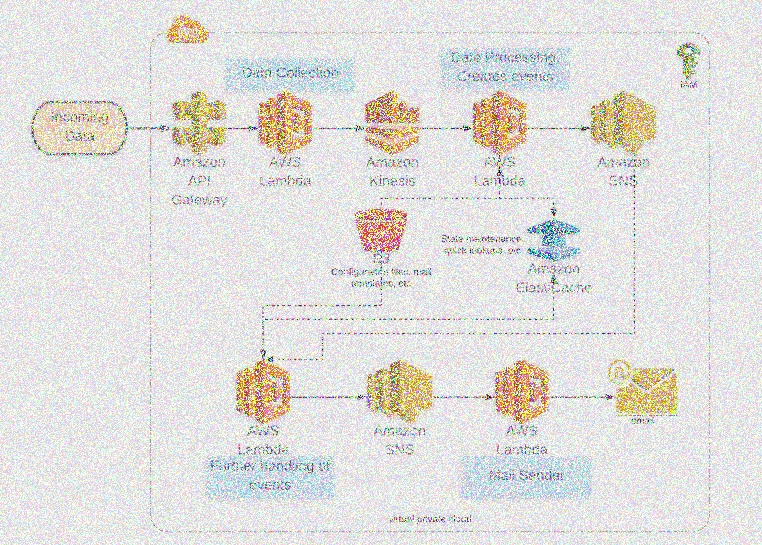 Data Collection
Data Processing/
Creates events
IAM
Incoming
Data
Amazon
API
Gateway
AWS
Lambda
Amazon
Kinesis
AWS
Lambda
Amazon
SNS
S3
Configuration files, mail
templates, etc.
State maintenance
quick lookups, etc
Amazon
ElastiCache
AWS
Lambda
Further handling of
events
Amazon
SNS
AWS
Lambda
Mail Sender
virtual private cloud